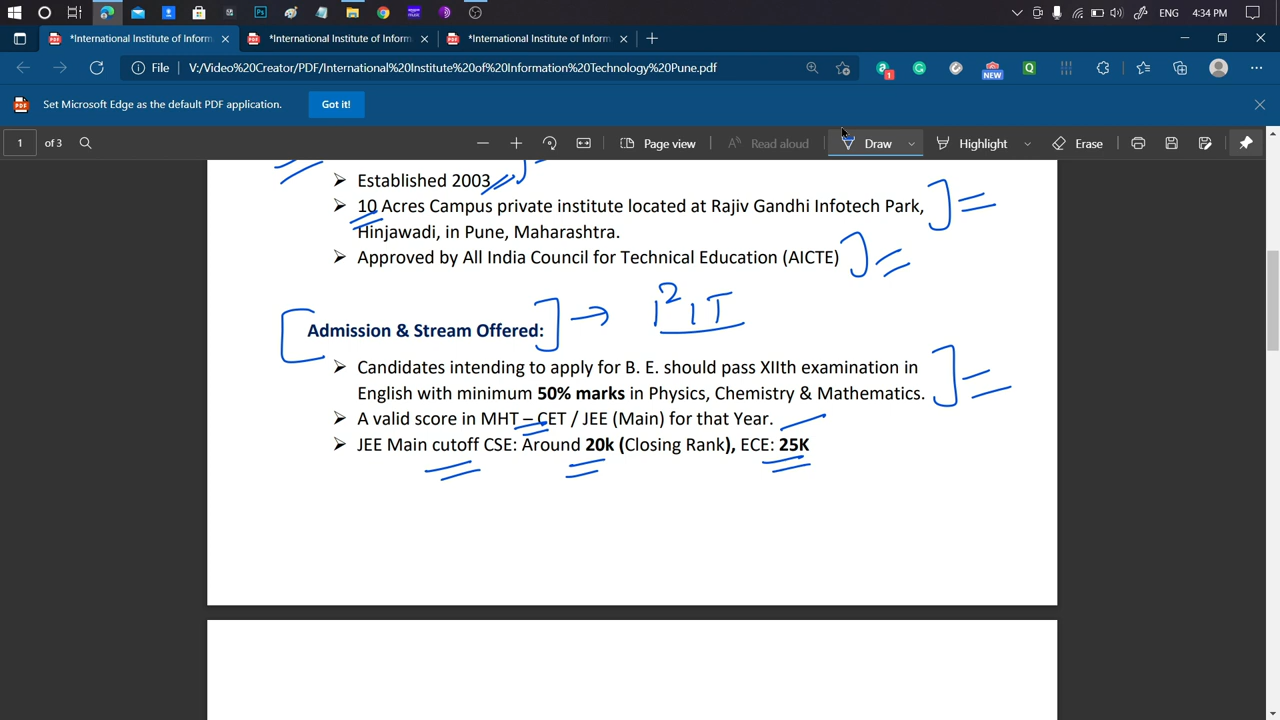 ENG 4:34 PM
*International Institute of Inform
*International Institute of Inform
*International Institute of Inform
File V:/Video%20Creator/PDF/International%20Institute%20of%20Information%20Technology%20Pune.pdf
1
NEW
Q
Set Microsoft Edge as the default PDF application. Got it!
1 of 3 Page view Read aloud Draw Highlight Erase
Established 2003
10 Acres Campus private institute located at Rajiv Gandhi Infotech Park,
Hinjawadi, in Pune, Maharashtra.
Approved by All India Council for Technical Education (AICTE)
I²IT
Admission & Stream Offered:
Candidates intending to apply for B. E. should pass XIIth examination in
English with minimum 50% marks in Physics, Chemistry & Mathematics.
A valid score in MHT – CET / JEE (Main) for that Year.
JEE Main cutoff CSE: Around 20k (Closing Rank), ECE: 25K